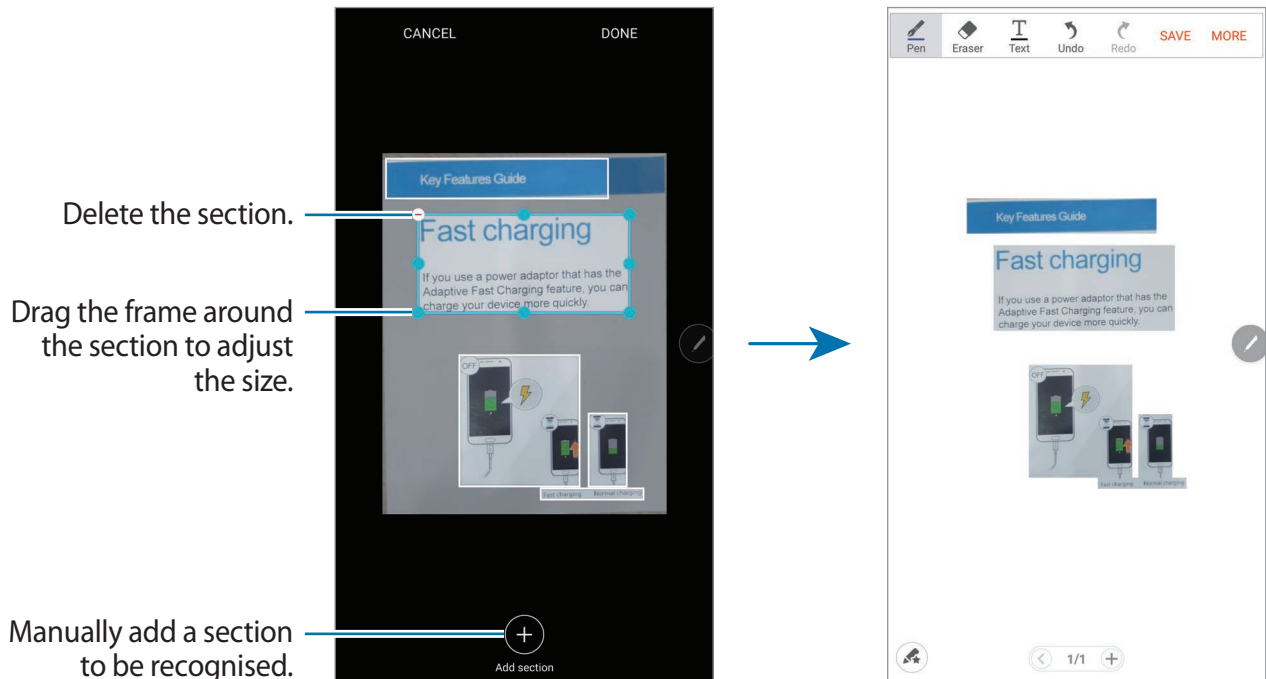 CANCEL DONE
Key Features Guide
Delete the section.
Fast charging
If you use a power adaptor that has the
Adaptive Fast Charging feature, you can
charge your device more quickly.
Drag the frame around
the section to adjust
the size.
OFF
Fast charging Normal charging
Manually add a section
to be recognised.
Add section
Pen Eraser Text Undo Redo SAVE MORE
Key Features Guide
Fast charging
If you use a power adaptor that has the
Adaptive Fast Charging feature, you can
charge your device more quickly.
OFF
Fast charging Normal charging
1/1